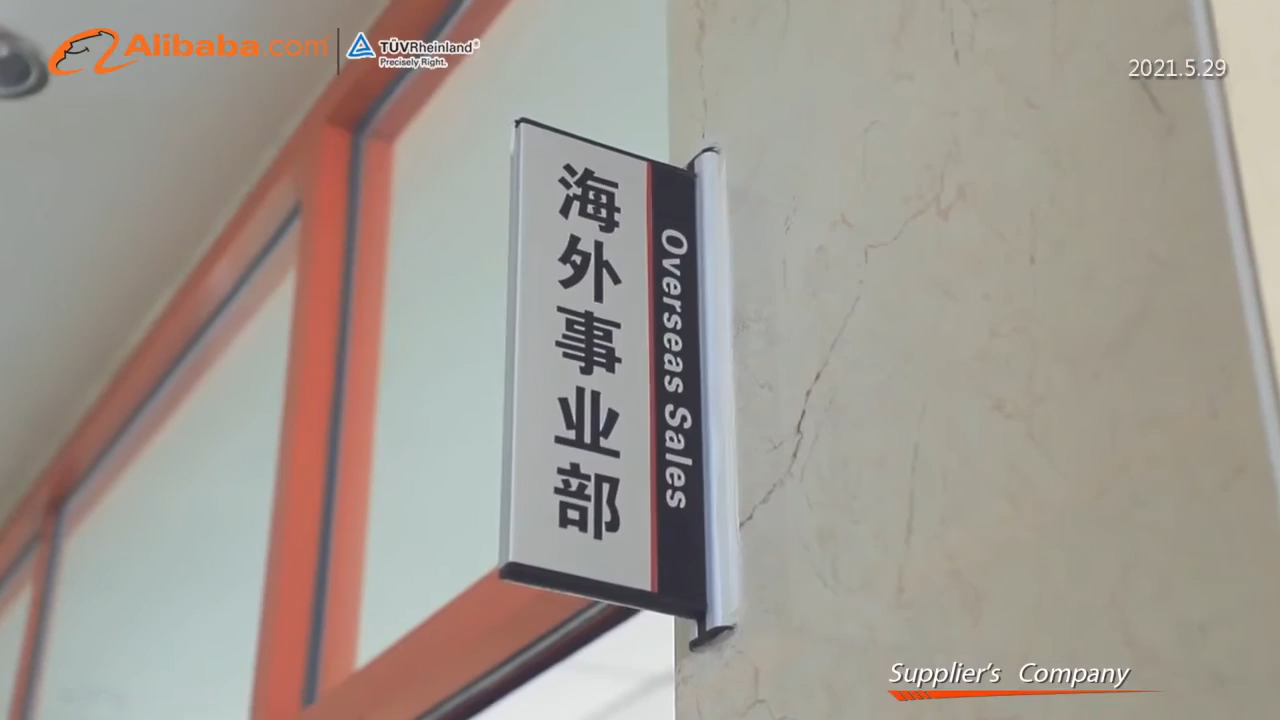 Alibaba.com
TÜVRheinland®
Precisely Right.
2021.5.29
海外事业部
Overseas Sales
Supplier's Company